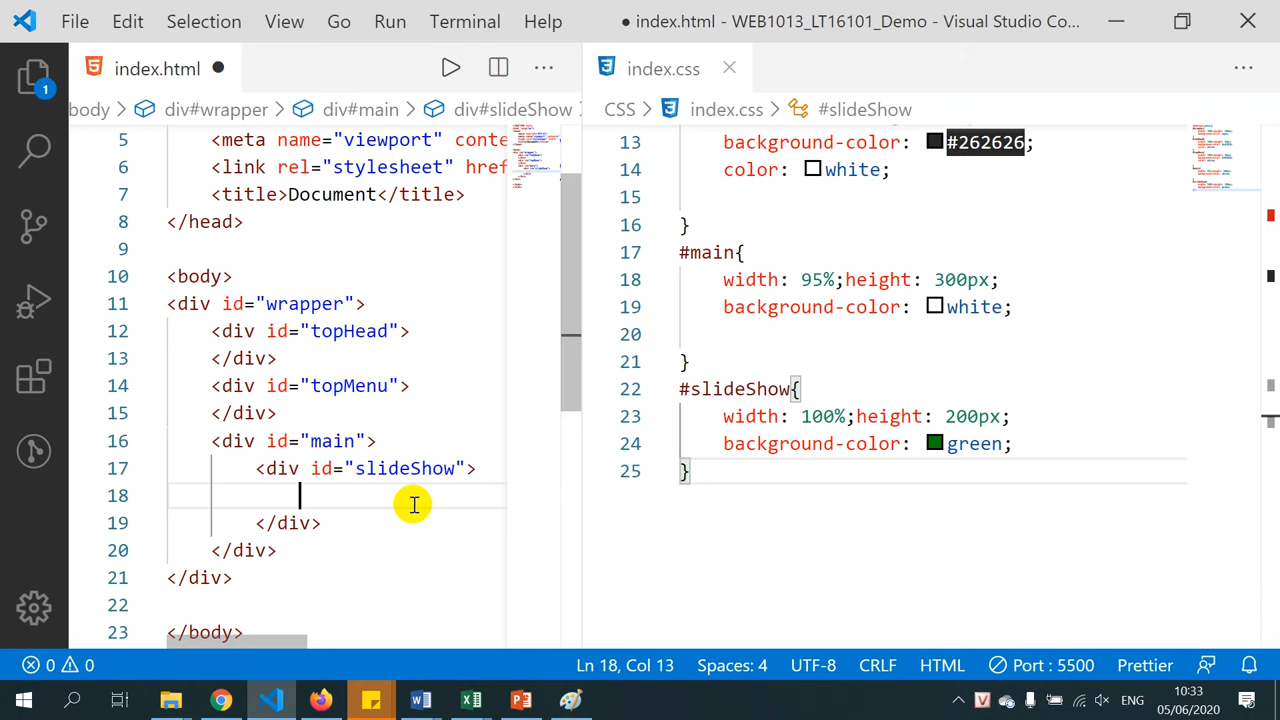 File Edit Selection View Go Run Terminal Help ● index.html - WEB1013_LT16101_Demo - Visual Studio Co...
index.html ●
body > div#wrapper > div#main > div#slideShow
5 <meta name="viewport" conte
6 <link rel="stylesheet" href
7 <title>Document</title>
8 </head>
9
10 <body>
11 <div id="wrapper">
12 <div id="topHead">
13 </div>
14 <div id="topMenu">
15 </div>
16 <div id="main">
17 <div id="slideShow">
18
19 </div>
20 </div>
21 </div>
22
23 </body>
index.css
CSS > index.css > #slideShow
13 background-color: #262626;
14 color: white;
15
16 }
17 #main{
18 width: 95%;height: 300px;
19 background-color: white;
20
21 }
22 #slideShow{
23 width: 100%;height: 200px;
24 background-color: green;
25 }
1
0 0 Ln 18, Col 13 Spaces: 4 UTF-8 CRLF HTML Port : 5500 Prettier
ENG
10:33
05/06/2020